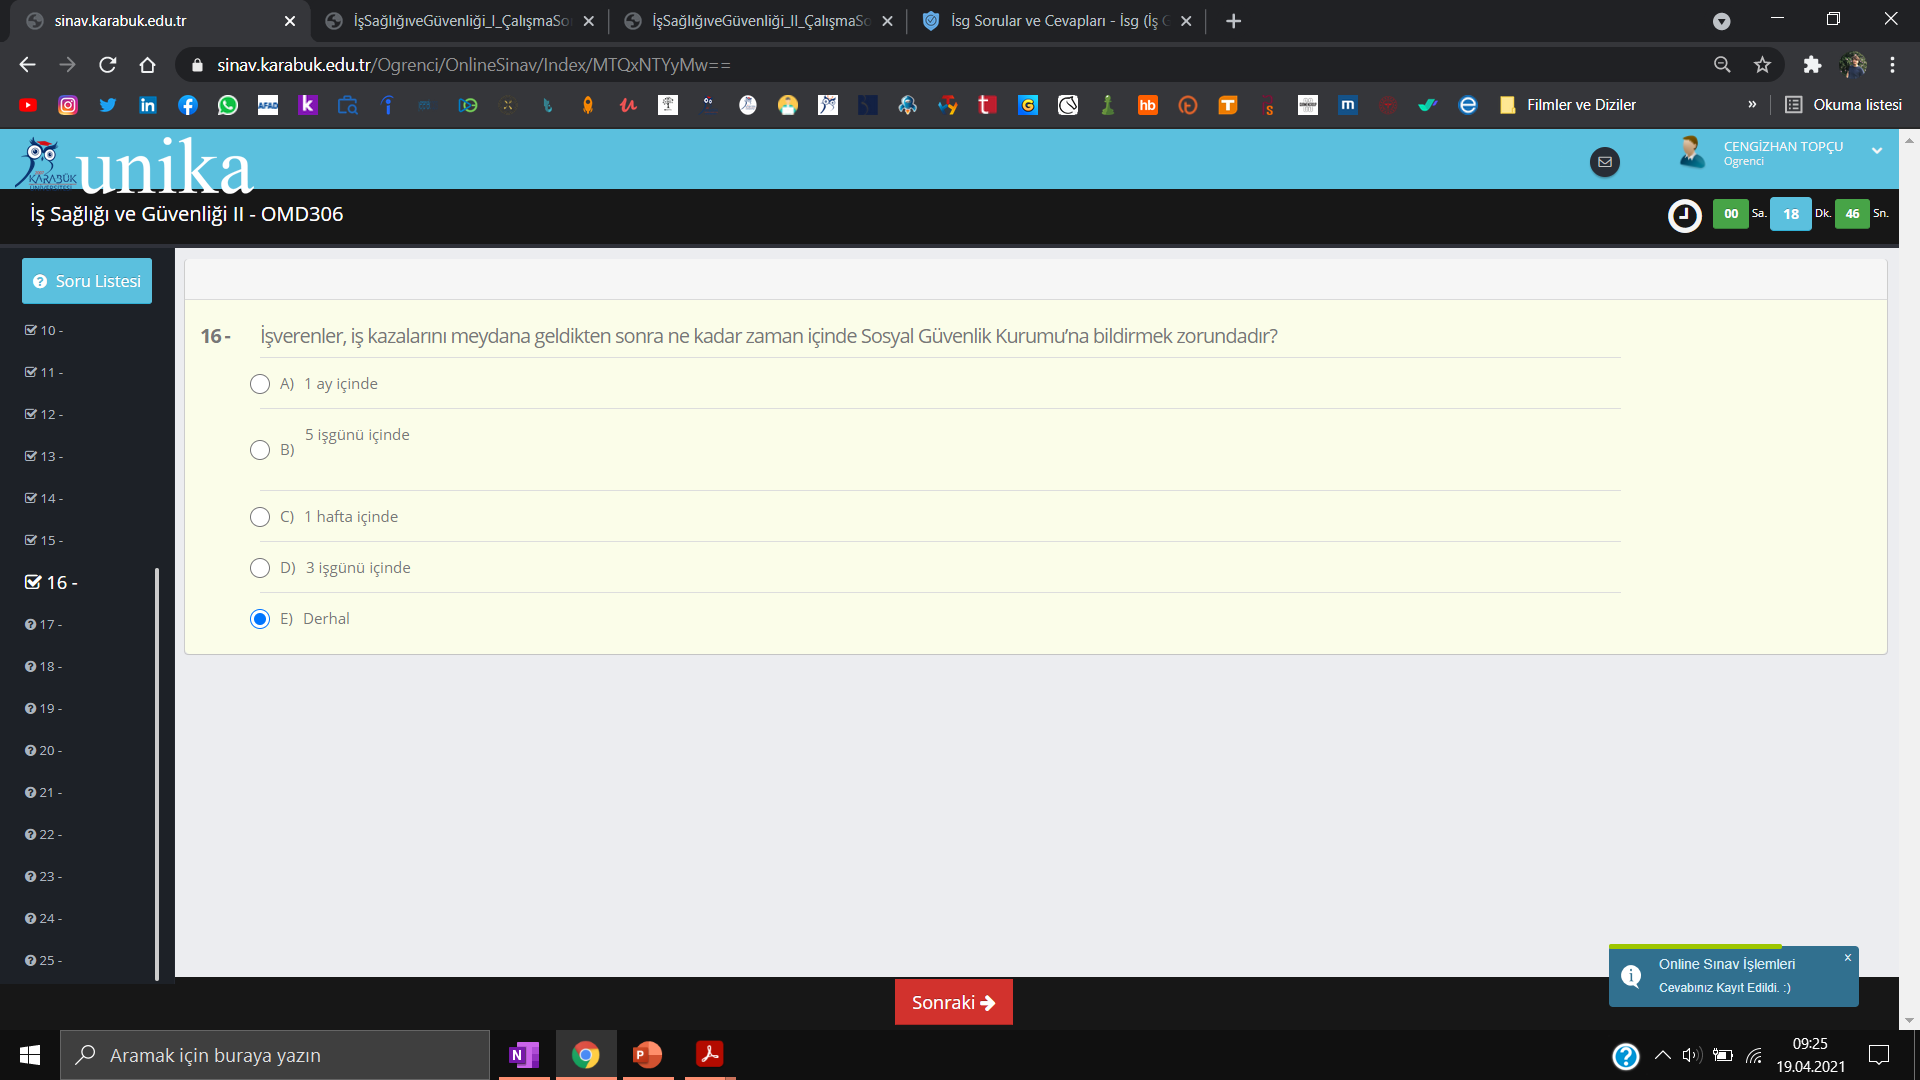 sinav.karabuk.edu.tr
İşSağlığıveGüvenliği_I_ÇalışmaSo
İşSağlığıveGüvenliği_II_ÇalışmaSo
İsg Sorular ve Cevapları - İsg (İş G
sinav.karabuk.edu.tr/Ogrenci/OnlineSinav/Index/MTQxNTYyMw==
AFAD
Filmler ve Diziler
»
Okuma listesi
KARABÜK
unika
CENGİZHAN TOPÇU
Ogrenci
İş Sağlığı ve Güvenliği II - OMD306
00 Sa. 18 Dk. 46 Sn.
Soru Listesi
10 -
11 -
12 -
13 -
14 -
15 -
16 -
17 -
18 -
19 -
20 -
21 -
22 -
23 -
24 -
25 -
16 - İşverenler, iş kazalarını meydana geldikten sonra ne kadar zaman içinde Sosyal Güvenlik Kurumu’na bildirmek zorundadır?
A) 1 ay içinde
B) 5 işgünü içinde
C) 1 hafta içinde
D) 3 işgünü içinde
E) Derhal
Online Sınav İşlemleri
Cevabınız Kayıt Edildi. :)
Sonraki
Aramak için buraya yazın
09:25
19.04.2021